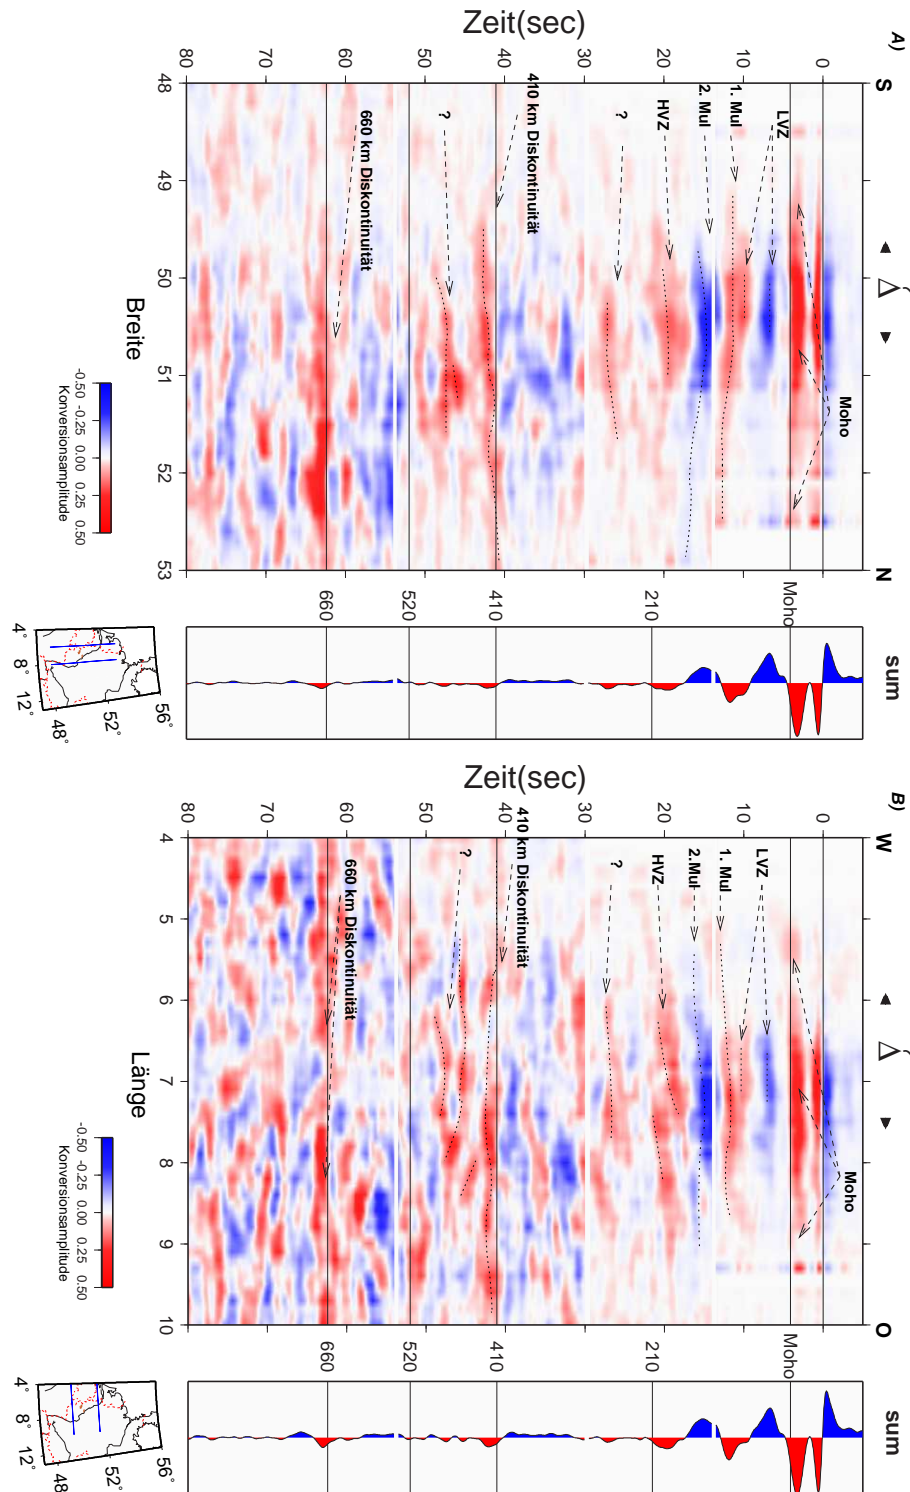 A)
S
N
Zeit(sec)
0
10
20
30
40
50
60
70
80
48
49
50
51
52
53
Breite
Moho
LVZ
1. Mul
2. Mul
HVZ
?
410 km Diskontinuität
?
660 km Diskontinuität
-0.50 -0.25 0.00 0.25 0.50
Konversionsamplitude
sum
Moho
210
410
520
660
4°
8°
12°
48°
52°
56°
B)
W
O
Zeit(sec)
0
10
20
30
40
50
60
70
80
4
5
6
7
8
9
10
Länge
Moho
LVZ
1. Mul
2.Mul
HVZ
?
410 km Diskontinuität
?
660 km Diskontinuität
-0.50 -0.25 0.00 0.25 0.50
Konversionsamplitude
sum
Moho
210
410
520
660
4°
8°
12°
48°
52°
56°